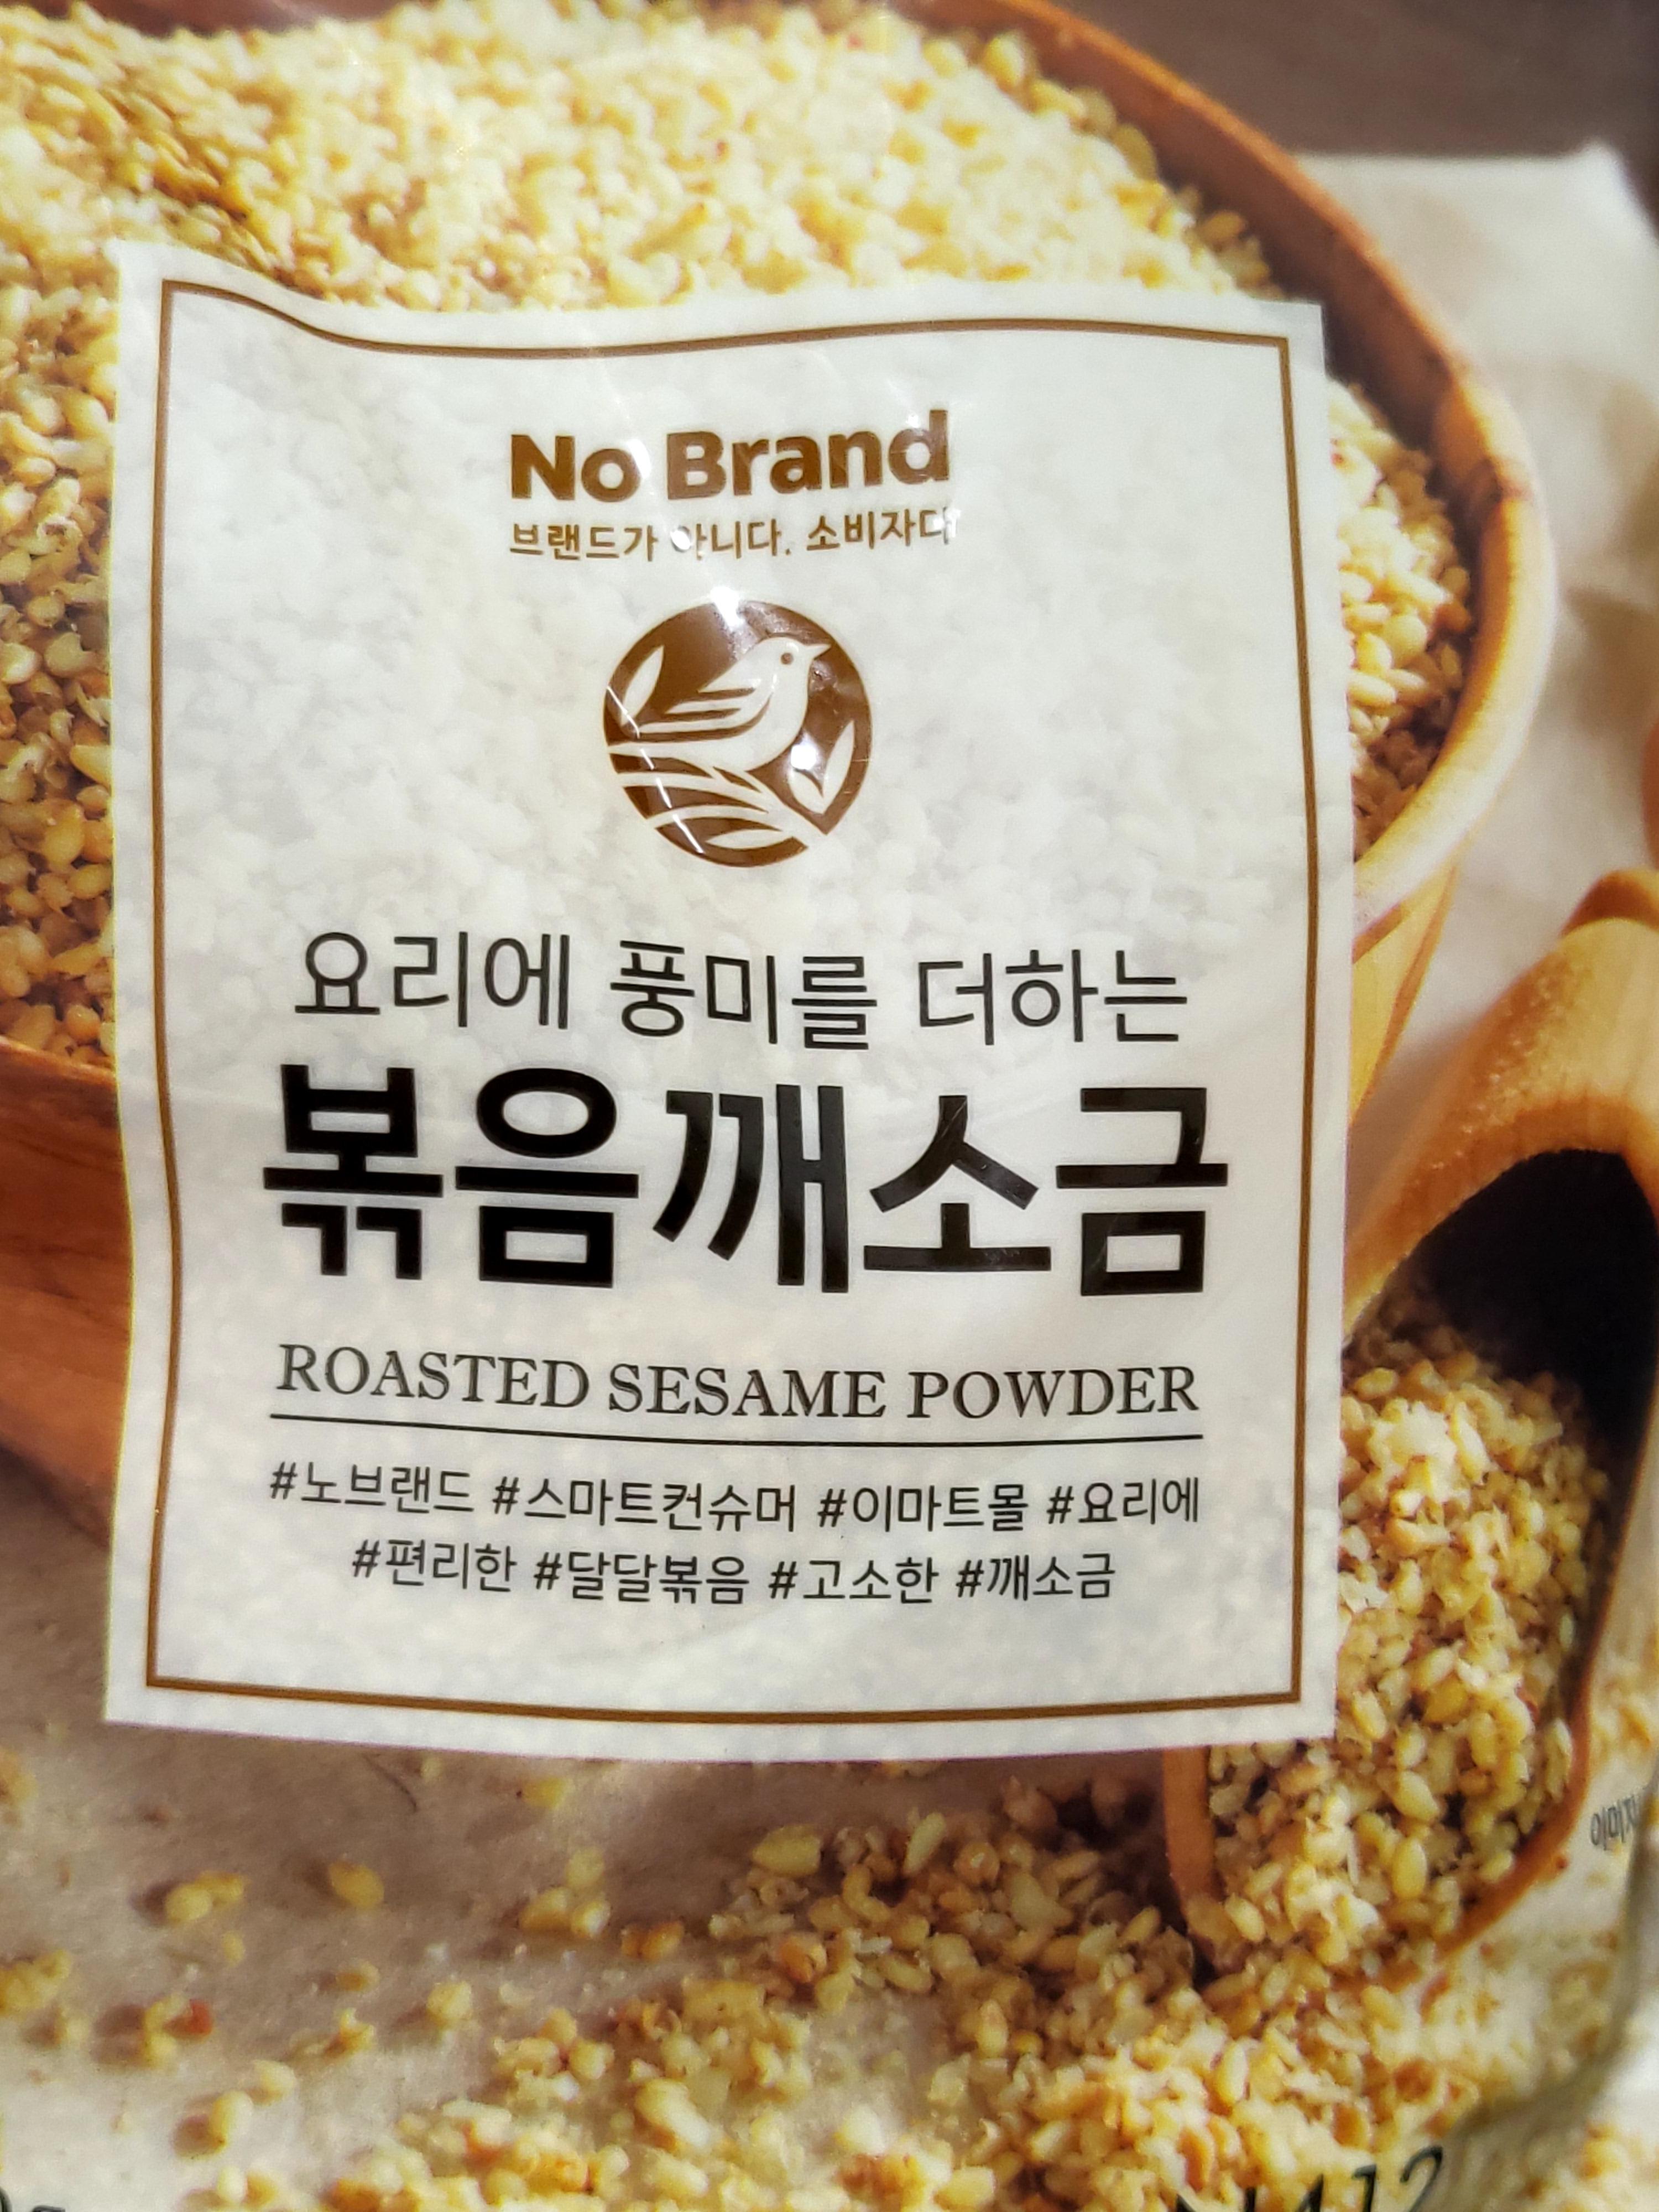 No Brand
브랜드가 아니다. 소비자다
요리에 풍미를 더하는
볶음깨소금
ROASTED SESAME POWDER
#노브랜드 #스마트컨슈머 #이마트몰 #요리에
#편리한 #달달볶음 #고소한 #깨소금